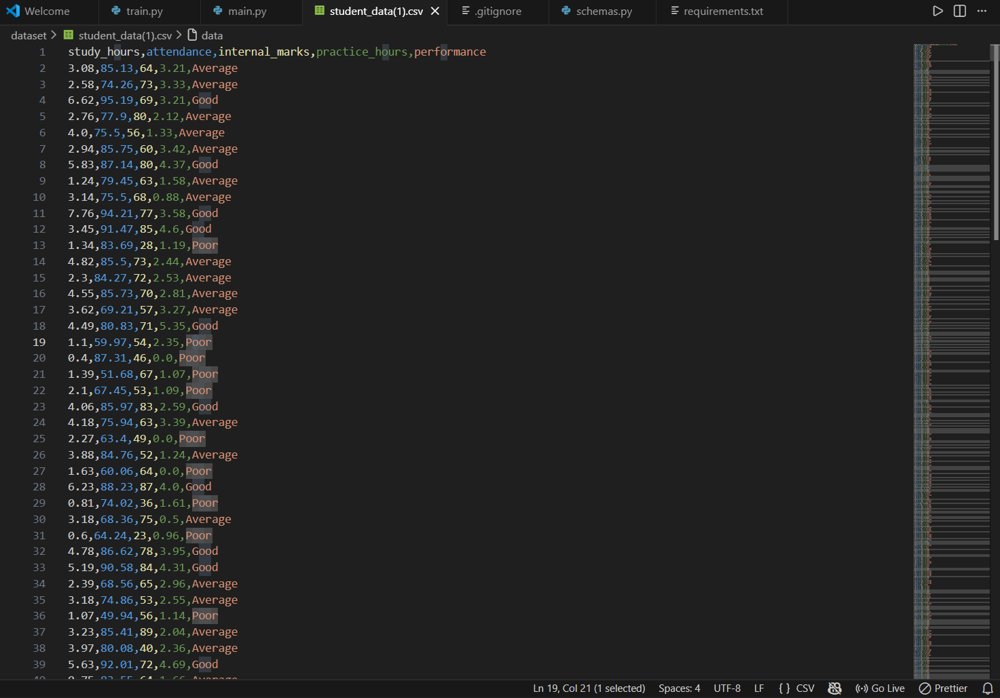 Welcome
train.py
main.py
student_data(1).csv
.gitignore
schemas.py
requirements.txt
dataset > student_data(1).csv > data
1 study_hours,attendance,internal_marks,practice_hours,performance
2 3.08,85.13,64,3.21,Average
3 2.58,74.26,73,3.33,Average
4 6.62,95.19,69,3.21,Good
5 2.76,77.9,80,2.12,Average
6 4.0,75.5,56,1.33,Average
7 2.94,85.75,60,3.42,Average
8 5.83,87.14,80,4.37,Good
9 1.24,79.45,63,1.58,Average
10 3.14,75.5,68,0.88,Average
11 7.76,94.21,77,3.58,Good
12 3.45,91.47,85,4.6,Good
13 1.34,83.69,28,1.19,Poor
14 4.82,85.5,73,2.44,Average
15 2.3,84.27,72,2.53,Average
16 4.55,85.73,70,2.81,Average
17 3.62,69.21,57,3.27,Average
18 4.49,80.83,71,5.35,Good
19 1.1,59.97,54,2.35,Poor
20 0.4,87.31,46,0.0,Poor
21 1.39,51.68,67,1.07,Poor
22 2.1,67.45,53,1.09,Poor
23 4.06,85.97,83,2.59,Good
24 4.18,75.94,63,3.39,Average
25 2.27,63.4,49,0.0,Poor
26 3.88,84.76,52,1.24,Average
27 1.63,60.06,64,0.0,Poor
28 6.23,88.23,87,4.0,Good
29 0.81,74.02,36,1.61,Poor
30 3.18,68.36,75,0.5,Average
31 0.6,64.24,23,0.96,Poor
32 4.78,86.62,78,3.95,Good
33 5.19,90.58,84,4.31,Good
34 2.39,68.56,65,2.96,Average
35 3.18,74.86,53,2.55,Average
36 1.07,49.94,56,1.14,Poor
37 3.23,85.41,89,2.04,Average
38 3.97,80.08,40,2.36,Average
39 5.63,92.01,72,4.69,Good
Ln 19, Col 21 (1 selected) Spaces: 4 UTF-8 LF { } CSV Go Live Prettier